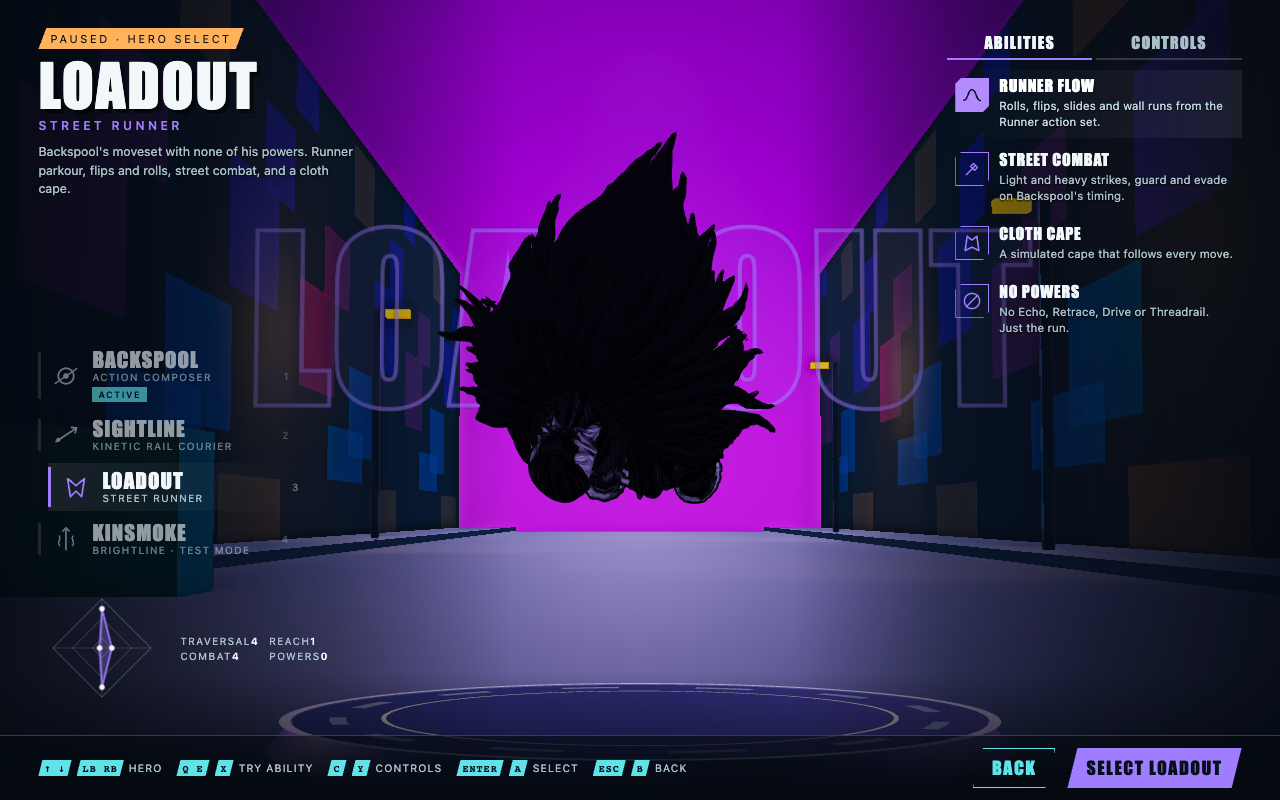 PAUSED · HERO SELECT
LOADOUT
STREET RUNNER
Backspool's moveset with none of his powers. Runner
parkour, flips and rolls, street combat, and a cloth
cape.
LOADOUT
ABILITIES
CONTROLS
RUNNER FLOW
Rolls, flips, slides and wall runs from the
Runner action set.
STREET COMBAT
Light and heavy strikes, guard and evade
on Backspool's timing.
CLOTH CAPE
A simulated cape that follows every move.
NO POWERS
No Echo, Retrace, Drive or Threadrail.
Just the run.
BACKSPOOL
ACTION COMPOSER
ACTIVE
1
SIGHTLINE
KINETIC RAIL COURIER
2
LOADOUT
STREET RUNNER
3
KINSMOKE
BRIGHTLINE · TEST MODE
4
TRAVERSAL4 REACH1
COMBAT4 POWERS0
↑ ↓ LB RB HERO Q E X TRY ABILITY C Y CONTROLS ENTER A SELECT ESC B BACK
BACK
SELECT LOADOUT